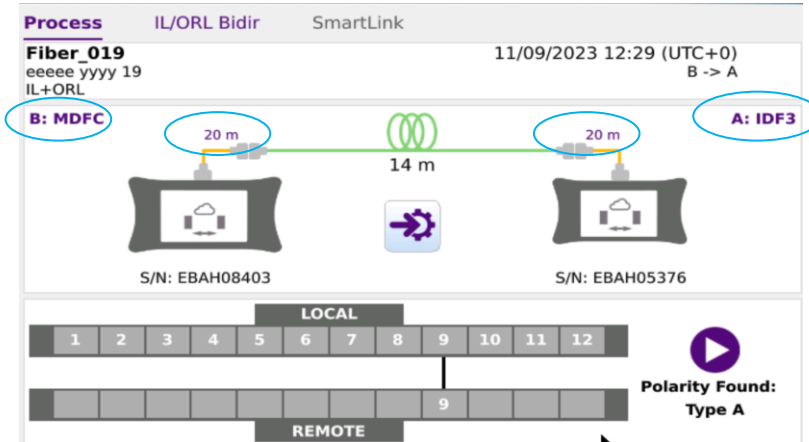 Process IL/ORL Bidir SmartLink
Fiber_019 11/09/2023 12:29 (UTC+0)
eeeee yyyy 19 B -> A
IL+ORL
B: MDFC A: IDF3
20 m 20 m
14 m
S/N: EBAH08403 S/N: EBAH05376
LOCAL
1 2 3 4 5 6 7 8 9 10 11 12
9
REMOTE
Polarity Found:
Type A